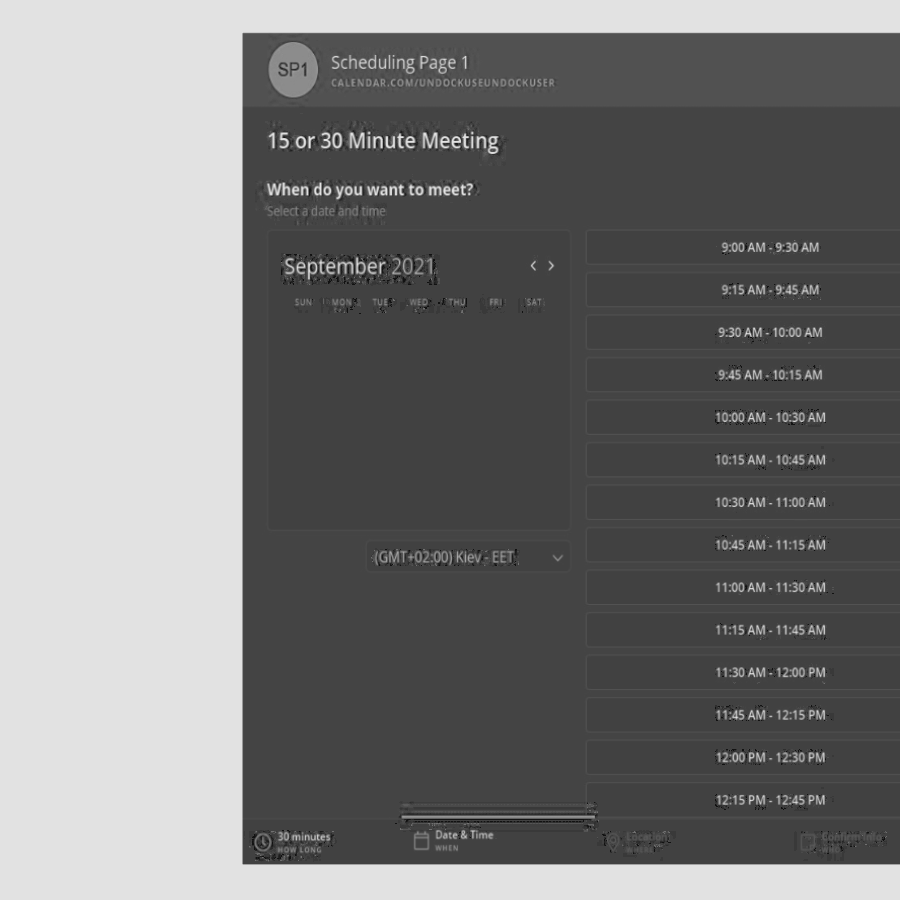 SP1
Scheduling Page 1
CALENDAR.COM/UNDOCKUSEUNDOCKUSER
15 or 30 Minute Meeting
When do you want to meet?
Select a date and time
September 2021
SUN MON TUE WED THU FRI SAT
(GMT+02:00) Kiev - EET
9:00 AM - 9:30 AM
9:15 AM - 9:45 AM
9:30 AM - 10:00 AM
9:45 AM - 10:15 AM
10:00 AM - 10:30 AM
10:15 AM - 10:45 AM
10:30 AM - 11:00 AM
10:45 AM - 11:15 AM
11:00 AM - 11:30 AM
11:15 AM - 11:45 AM
11:30 AM - 12:00 PM
11:45 AM - 12:15 PM
12:00 PM - 12:30 PM
12:15 PM - 12:45 PM
30 minutes
HOW LONG
Date & Time
WHEN
Location
WHERE
Confirm Info